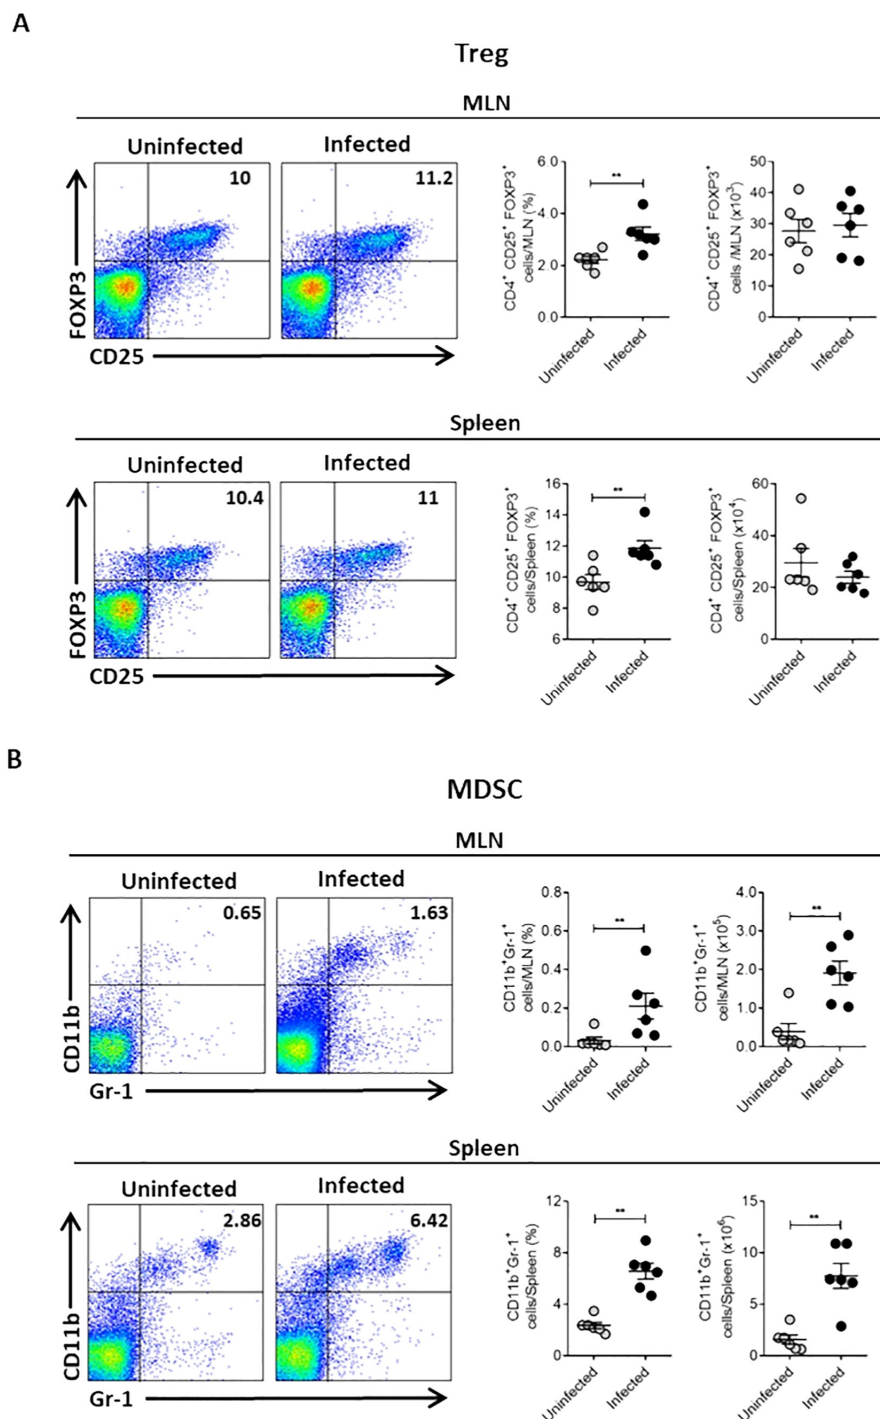 A
Treg
MLN
Uninfected
Infected
10
11.2
FOXP3
CD25
CD4⁺ CD25⁺ FOXP3⁺
cells/MLN (%)
6.0
4.0
2.0
0.0
**
Uninfected
Infected
CD4⁺ CD25⁺ FOXP3⁺
cells /MLN (x10³)
50
40
30
20
10
0
Uninfected
Infected
Spleen
Uninfected
Infected
10.4
11
FOXP3
CD25
CD4⁺ CD25⁺ FOXP3⁺
cells/Spleen (%)
16
14
12
10
8
6
**
Uninfected
Infected
CD4⁺ CD25⁺ FOXP3⁺
cells/Spleen (x10⁴)
60
40
20
0
Uninfected
Infected
B
MDSC
MLN
Uninfected
Infected
0.65
1.63
CD11b
Gr-1
CD11b⁺Gr-1⁺
cells/MLN (%)
0.8
0.6
0.4
0.2
0.0
**
Uninfected
Infected
CD11b⁺Gr-1⁺
cells/MLN (x10⁵)
4.0
3.0
2.0
1.0
0.0
**
Uninfected
Infected
Spleen
Uninfected
Infected
2.86
6.42
CD11b
Gr-1
CD11b⁺Gr-1⁺
cells/Spleen (%)
12
8
4
0
**
Uninfected
Infected
CD11b⁺Gr-1⁺
cells/Spleen (x10⁶)
15
10
5
0
**
Uninfected
Infected